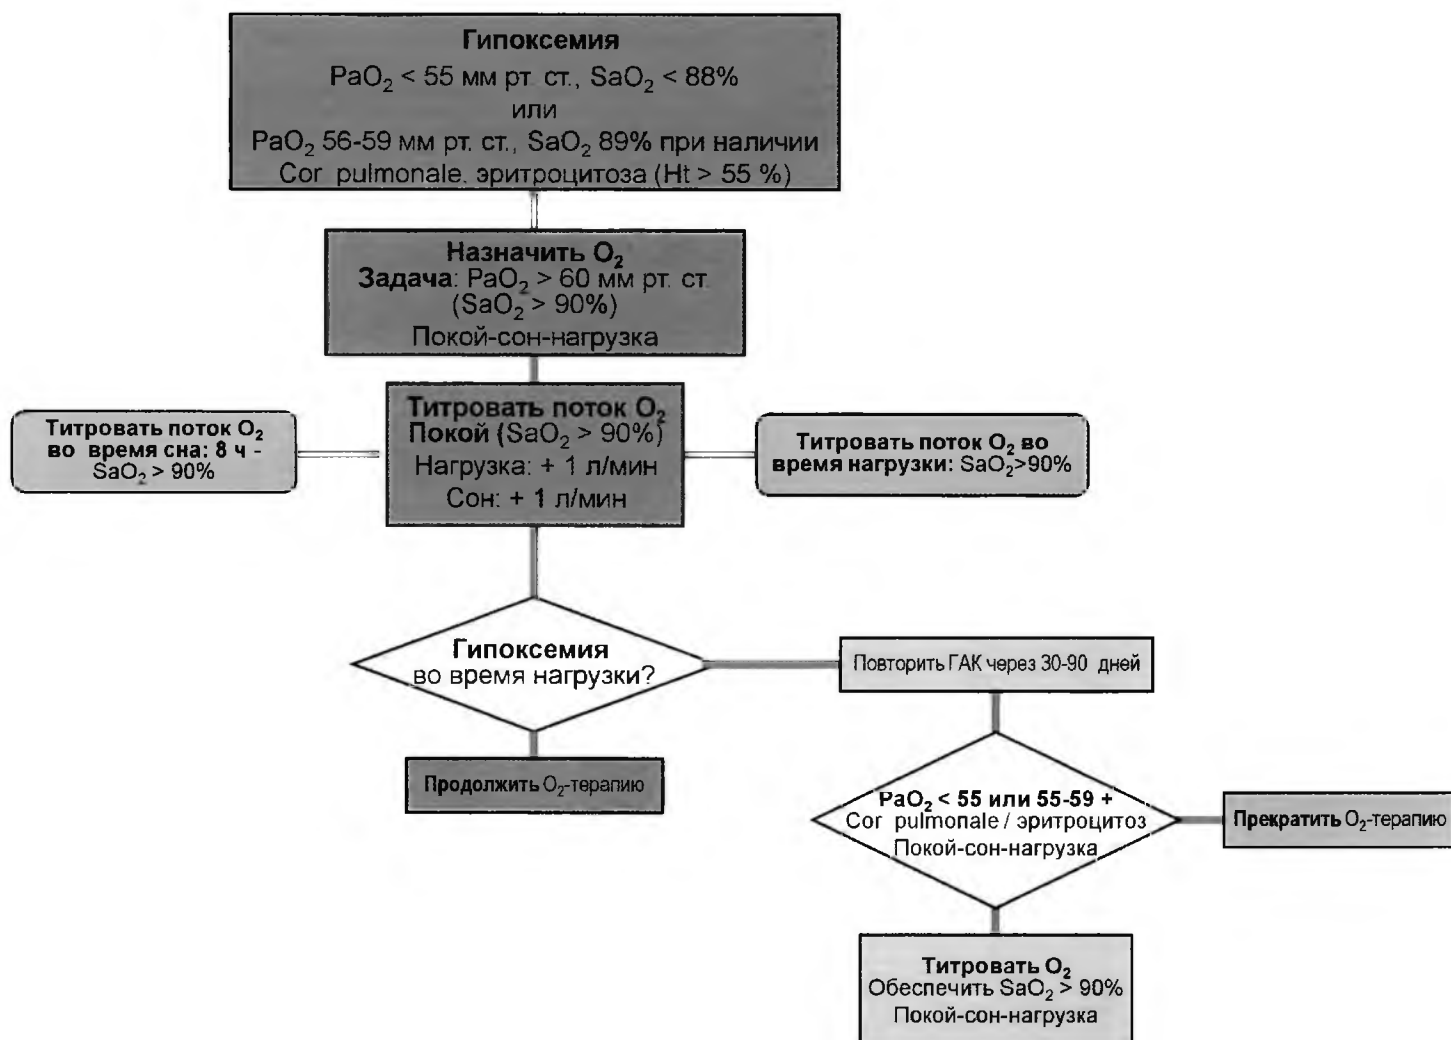 Гипоксемия
PaO₂ < 55 мм рт. ст., SaO₂ < 88%
или
PaO₂ 56-59 мм рт. ст., SaO₂ 89% при наличии
Cor pulmonale, эритроцитоза (Ht > 55 %)
Назначить O₂
Задача: PaO₂ > 60 мм рт. ст.
(SaO₂ > 90%)
Покой-сон-нагрузка
Титровать поток O₂
во время сна: 8 ч -
SaO₂ > 90%
Титровать поток O₂
Покой (SaO₂ > 90%)
Нагрузка: + 1 л/мин
Сон: + 1 л/мин
Титровать поток O₂ во
время нагрузки: SaO₂>90%
Гипоксемия
во время нагрузки?
Повторить ГАК через 30-90 дней
Продолжить O₂-терапию
PaO₂ < 55 или 55-59 +
Cor pulmonale / эритроцитоз
Покой-сон-нагрузка
Прекратить O₂-терапию
Титровать O₂
Обеспечить SaO₂ > 90%
Покой-сон-нагрузка